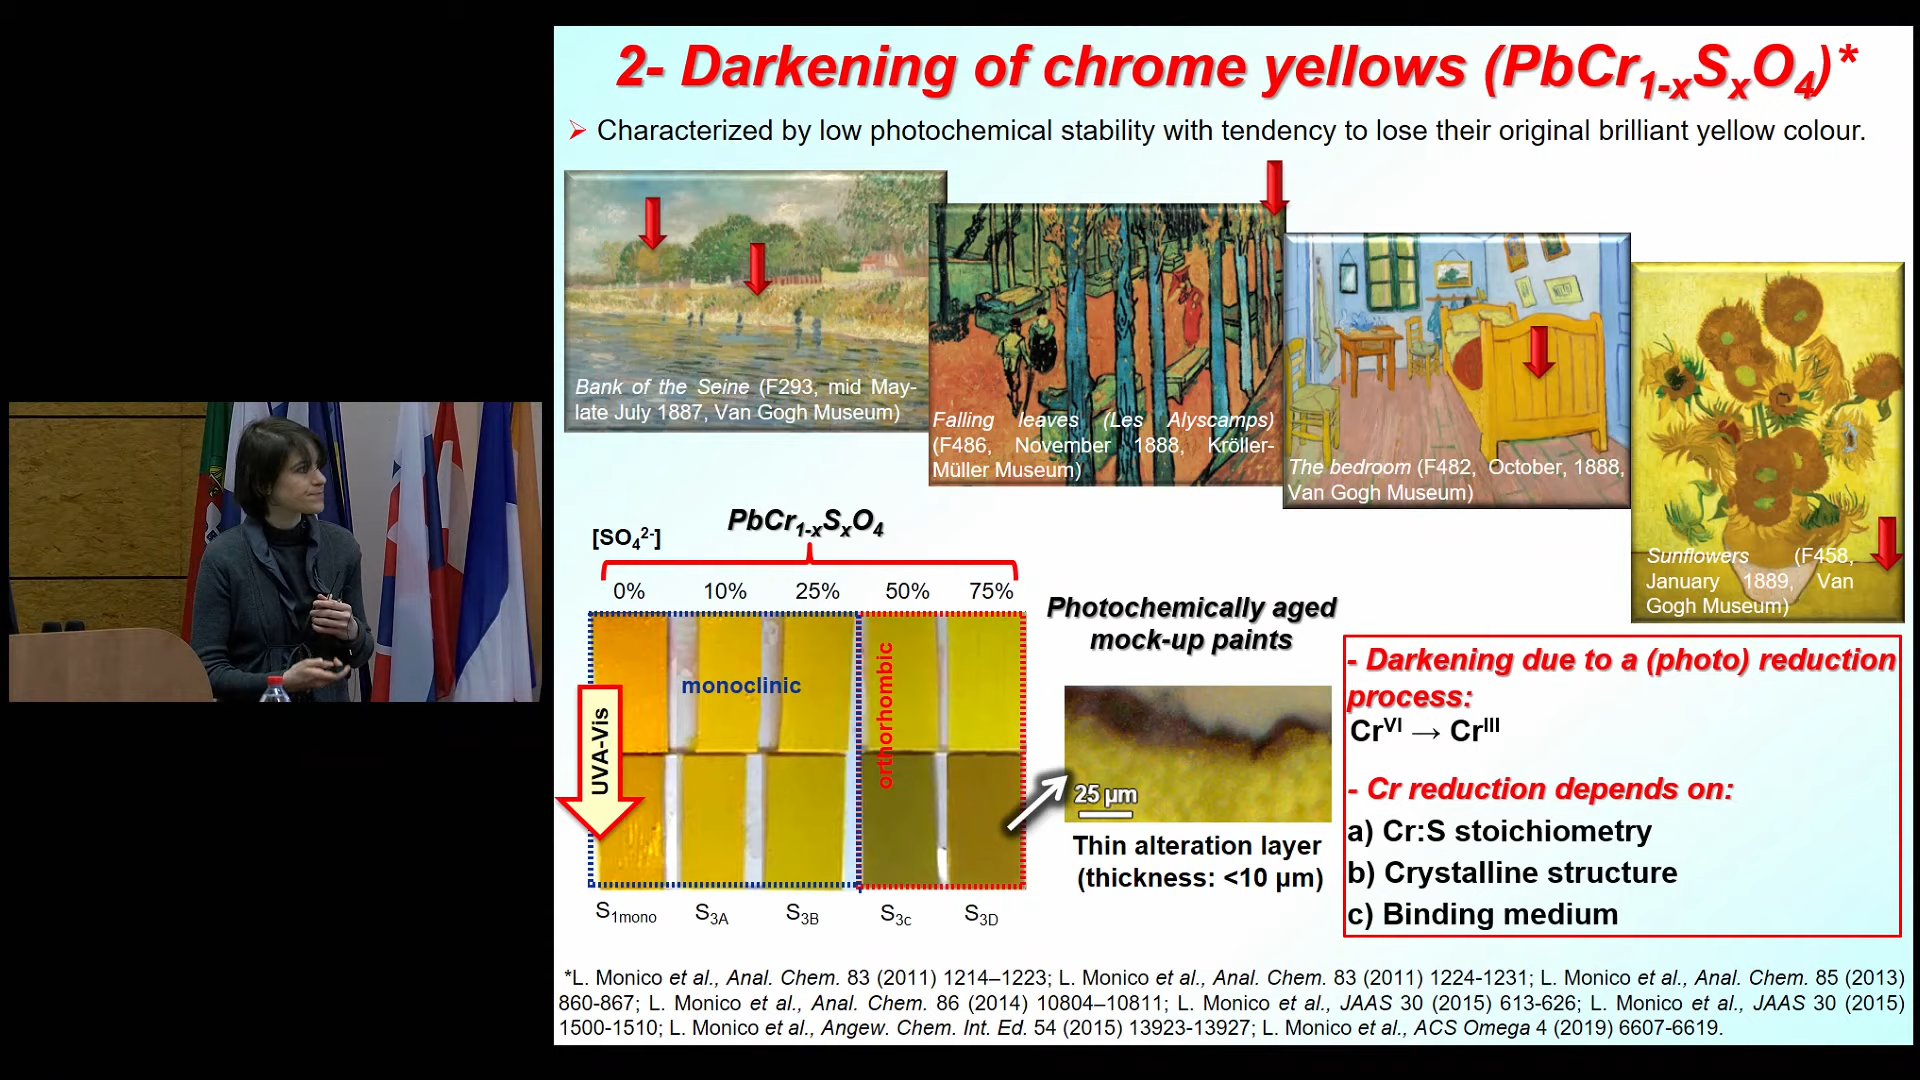 2- Darkening of chrome yellows (PbCr1-xSxO4)*
➢ Characterized by low photochemical stability with tendency to lose their original brilliant yellow colour.
Bank of the Seine (F293, mid May-
late July 1887, Van Gogh Museum)
Falling leaves (Les Alyscamps)
(F486, November 1888, Kröller-
Müller Museum)
The bedroom (F482, October, 1888,
Van Gogh Museum)
Sunflowers (F458,
January 1889, Van
Gogh Museum)
[SO4²⁻]
PbCr1-xSxO4
0% 10% 25% 50% 75%
monoclinic
orthorhombic
UVA-Vis
S1mono S3A S3B S3c S3D
Photochemically aged
mock-up paints
25 µm
Thin alteration layer
(thickness: <10 µm)
- Darkening due to a (photo) reduction
process:
Cr^VI → Cr^III
- Cr reduction depends on:
a) Cr:S stoichiometry
b) Crystalline structure
c) Binding medium
*L. Monico et al., Anal. Chem. 83 (2011) 1214–1223; L. Monico et al., Anal. Chem. 83 (2011) 1224-1231; L. Monico et al., Anal. Chem. 85 (2013)
860-867; L. Monico et al., Anal. Chem. 86 (2014) 10804–10811; L. Monico et al., JAAS 30 (2015) 613-626; L. Monico et al., JAAS 30 (2015)
1500-1510; L. Monico et al., Angew. Chem. Int. Ed. 54 (2015) 13923-13927; L. Monico et al., ACS Omega 4 (2019) 6607-6619.